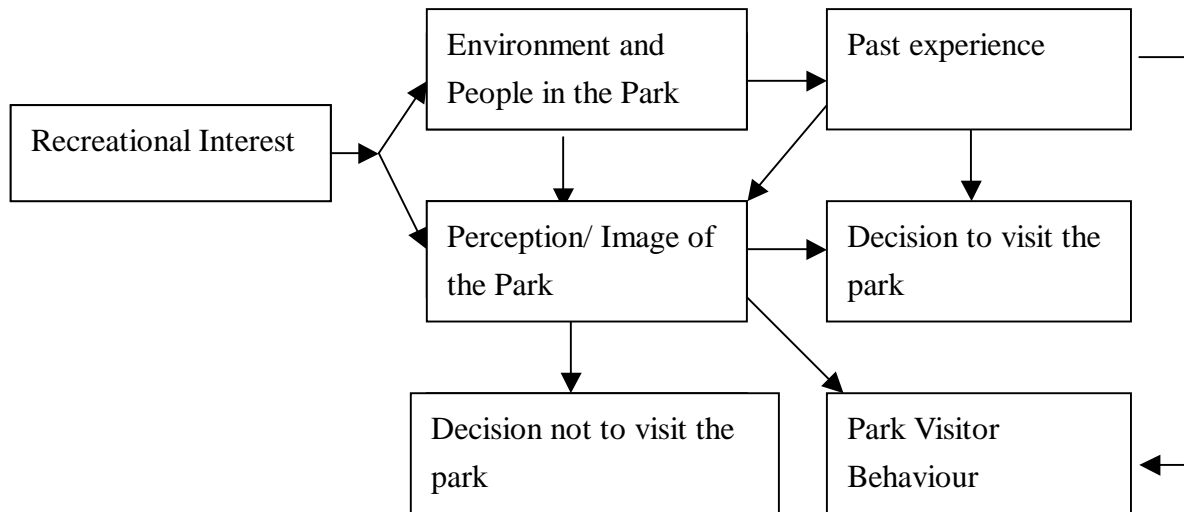 Environment and
People in the Park
Past experience
Recreational Interest
Perception/ Image of
the Park
Decision to visit the
park
Decision not to visit the
park
Park Visitor
Behaviour